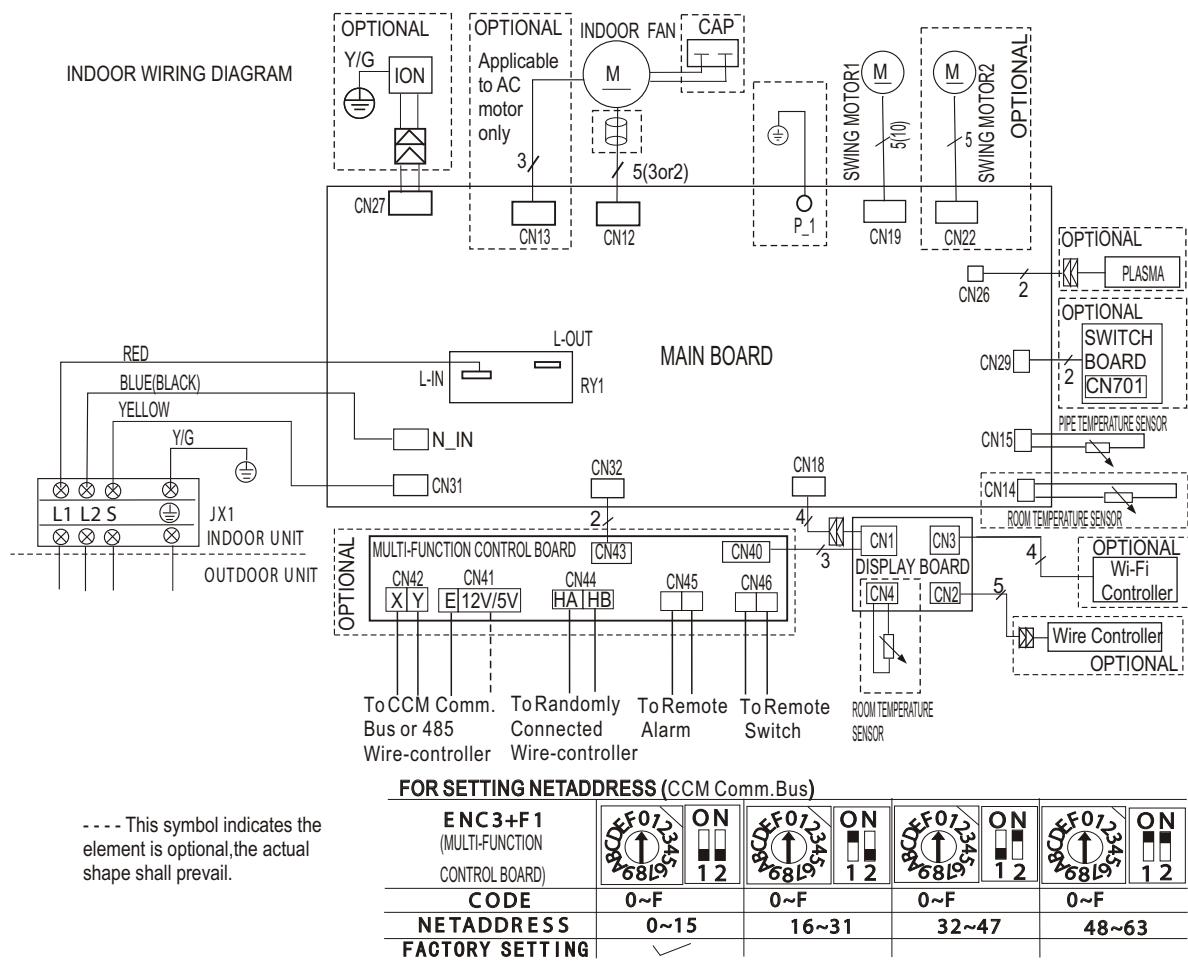 INDOOR WIRING DIAGRAM
OPTIONAL
Y/G
ION
CN27
OPTIONAL
Applicable
to AC
motor
only
3
CN13
INDOOR FAN
M
CAP
5(3or2)
CN12
P_1
SWING MOTOR1
M
5(10)
CN19
SWING MOTOR2
M
5
CN22
OPTIONAL
OPTIONAL
CN26
2
PLASMA
OPTIONAL
SWITCH
BOARD
CN701
CN29
2
PIPE TEMPERATURE SENSOR
CN15
CN14
ROOM TEMPERATURE SENSOR
MAIN BOARD
L-OUT
L-IN
RY1
RED
BLUE(BLACK)
YELLOW
Y/G
N_IN
CN31
L1 L2 S
JX1
INDOOR UNIT
OUTDOOR UNIT
CN32
2
CN18
4
OPTIONAL
MULTI-FUNCTION CONTROL BOARD
CN43
CN40
3
CN42
X Y
CN41
E 12V/5V
CN44
HA HB
CN45
CN46
CN1
CN3
DISPLAY BOARD
CN4
CN2
4
5
OPTIONAL
Wi-Fi
Controller
Wire Controller
OPTIONAL
ROOM TEMPERATURE
SENSOR
To CCM Comm.
Bus or 485
Wire-controller
To Randomly
Connected
Wire-controller
To Remote
Alarm
To Remote
Switch
FOR SETTING NETADDRESS (CCM Comm.Bus)
ENC3+F1
(MULTI-FUNCTION
CONTROL BOARD)
0123456789ABCDEF
ON
1 2
0123456789ABCDEF
ON
1 2
0123456789ABCDEF
ON
1 2
0123456789ABCDEF
ON
1 2
CODE 0~F 0~F 0~F 0~F
NETADDRESS 0~15 16~31 32~47 48~63
FACTORY SETTING
- - - - This symbol indicates the
element is optional,the actual
shape shall prevail.